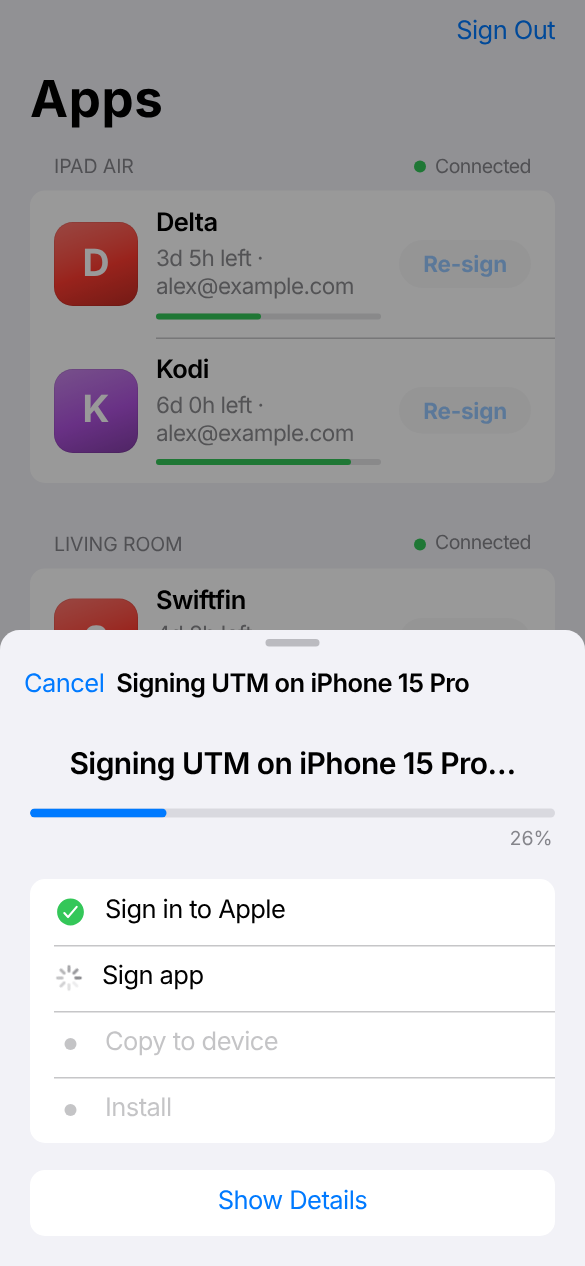 Sign Out
Apps
IPAD AIR
Connected
D
Delta
3d 5h left ·
alex@example.com
Re-sign
K
Kodi
6d 0h left ·
alex@example.com
Re-sign
LIVING ROOM
Connected
Swiftfin
Cancel
Signing UTM on iPhone 15 Pro
Signing UTM on iPhone 15 Pro...
26%
Sign in to Apple
Sign app
Copy to device
Install
Show Details